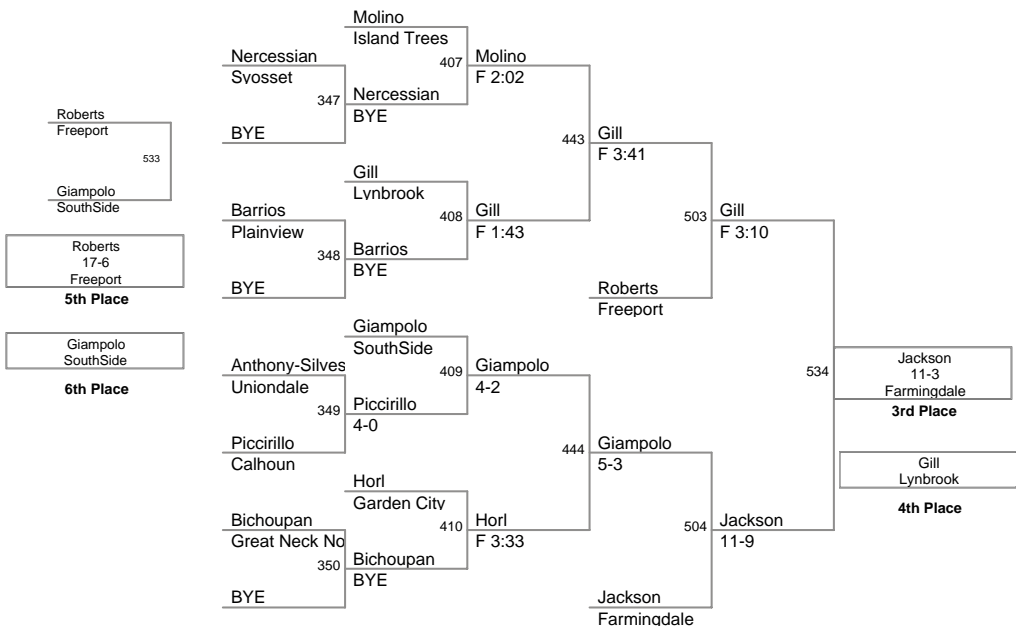 Roberts
Freeport
533
Giampolo
SouthSide
Roberts
17-6
Freeport
5th Place
Giampolo
SouthSide
6th Place
Nercessian
Syosset
347
BYE
Barrios
Plainview
348
BYE
Anthony-Silves
Uniondale
349
Piccirillo
Calhoun
Bichoupan
Great Neck No
350
BYE
Molino
Island Trees
407
Nercessian
BYE
Gill
Lynbrook
408
Barrios
BYE
Giampolo
SouthSide
409
Piccirillo
4-0
Horl
Garden City
410
Bichoupan
BYE
Molino
F 2:02
443
Gill
F 1:43
Giampolo
4-2
444
Horl
F 3:33
Gill
F 3:41
503
Roberts
Freeport
Giampolo
5-3
504
Jackson
Farmingdale
Gill
F 3:10
534
Jackson
11-9
Jackson
11-3
Farmingdale
3rd Place
Gill
Lynbrook
4th Place